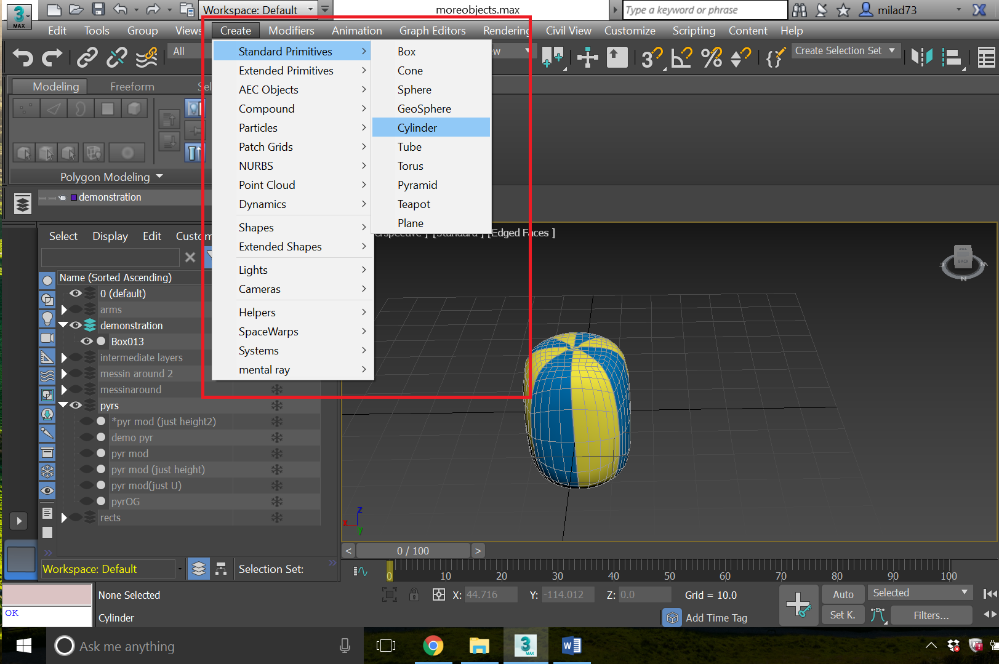 Workspace: Default
moreobjects.max
Type a keyword or phrase
milad73
3
MAX
Edit Tools Group Views Create Modifiers Animation Graph Editors Rendering Civil View Customize Scripting Content Help
All
Create Selection Set
Modeling Freeform
Polygon Modeling
demonstration
Standard Primitives
Extended Primitives
AEC Objects
Compound
Particles
Patch Grids
NURBS
Point Cloud
Dynamics
Shapes
Extended Shapes
Lights
Cameras
Helpers
SpaceWarps
Systems
mental ray
Box
Cone
Sphere
GeoSphere
Cylinder
Tube
Torus
Pyramid
Teapot
Plane
[Standard ] [Edged Faces ]
BACK
N
Select Display Edit
Name (Sorted Ascending)
0 (default)
arms
demonstration
Box013
intermediate layers
messin around 2
messinaround
pyrs
*pyr mod (just height2)
demo pyr
pyr mod
pyr mod (just height)
pyr mod(just U)
pyrOG
rects
z
x
y
< 0 / 100 >
Workspace: Default
Selection Set:
0 10 20 30 40 50 60 70 80 90 100
None Selected
X: 44.716 Y: -114.012 Z: 0.0 Grid = 10.0
Auto Selected
OK
Cylinder
Add Time Tag
Set K. Filters...
Ask me anything
3
MAX
W